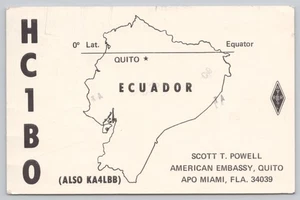 HC1BO
0° Lat. Equator
QUITO ★
ECUADOR
(ALSO KA4LBB)
SCOTT T. POWELL
AMERICAN EMBASSY, QUITO
APO MIAMI, FLA. 34039